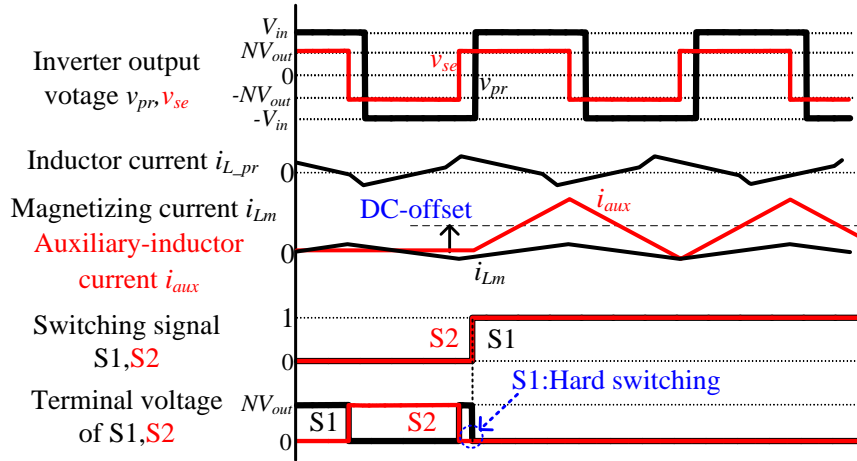 V_in
NV_out
0
-NV_out
-V_in
Inverter output
votage v_pr,v_se
v_se
v_pr
Inductor current i_L_pr
0
Magnetizing current i_Lm
Auxiliary-inductor
current i_aux
0
DC-offset
i_aux
i_Lm
Switching signal
S1,S2
1
0
S2
S1
S1:Hard switching
Terminal voltage
of S1,S2
NV_out
0
S1
S2